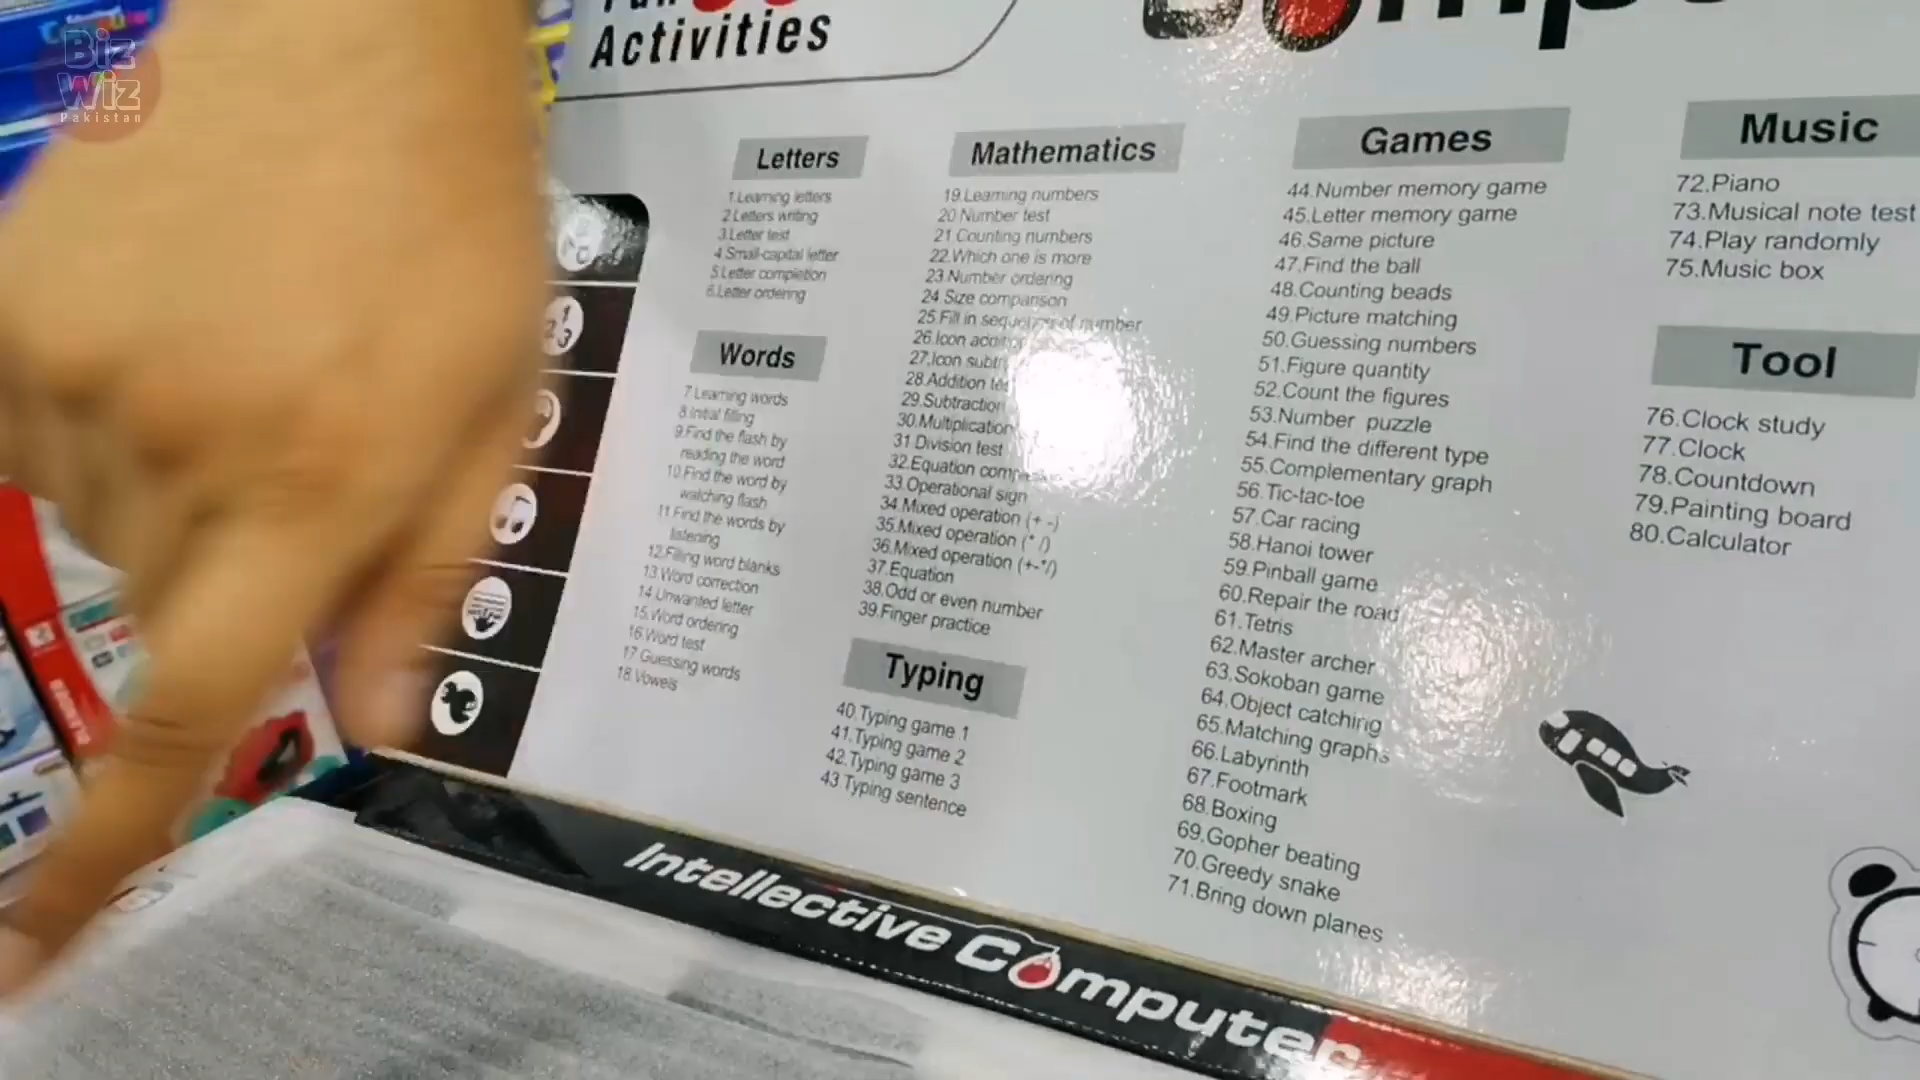 Biz
Wiz
Pakistan
Fun
Activities
Letters
1.Learning letters
2.Letters writing
3.Letter test
4.Small-capital letter
5.Letter completion
6.Letter ordering
Words
7.Learning words
8.Initial filling
9.Find the flash by
reading the word
10.Find the word by
watching flash
11.Find the words by
listening
12.Filling word blanks
13.Word correction
14.Unwanted letter
15.Word ordering
16.Word test
17.Guessing words
18.Vowels
Mathematics
19.Learning numbers
20.Number test
21.Counting numbers
22.Which one is more
23.Number ordering
24.Size comparison
25.Fill in sequence of number
26.Icon
27.Icon
28.Addition
29.Subtraction
30.Multiplication
31.Division test
32.Equation
33.Operational sign
34.Mixed operation (+ -)
35.Mixed operation (* /)
36.Mixed operation (+-*/)
37.Equation
38.Odd or even number
39.Finger practice
Typing
40.Typing game 1
41.Typing game 2
42.Typing game 3
43.Typing sentence
Games
44.Number memory game
45.Letter memory game
46.Same picture
47.Find the ball
48.Counting beads
49.Picture matching
50.Guessing numbers
51.Figure quantity
52.Count the figures
53.Number puzzle
54.Find the different type
55.Complementary graph
56.Tic-tac-toe
57.Car racing
58.Hanoi tower
59.Pinball game
60.Repair the road
61.Tetris
62.Master archer
63.Sokoban game
64.Object catching
65.Matching graphs
66.Labyrinth
67.Footmark
68.Boxing
69.Gopher beating
70.Greedy snake
71.Bring down planes
Music
72.Piano
73.Musical note test
74.Play randomly
75.Music box
Tool
76.Clock study
77.Clock
78.Countdown
79.Painting board
80.Calculator
Intellective Computer